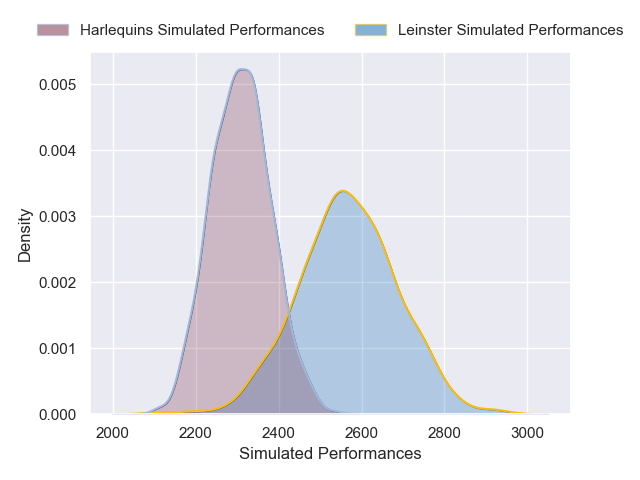 Harlequins Simulated Performances Leinster Simulated Performances
0.005
0.004
0.003
0.002
0.001
0.000
Density
2000 2200 2400 2600 2800 3000
Simulated Performances